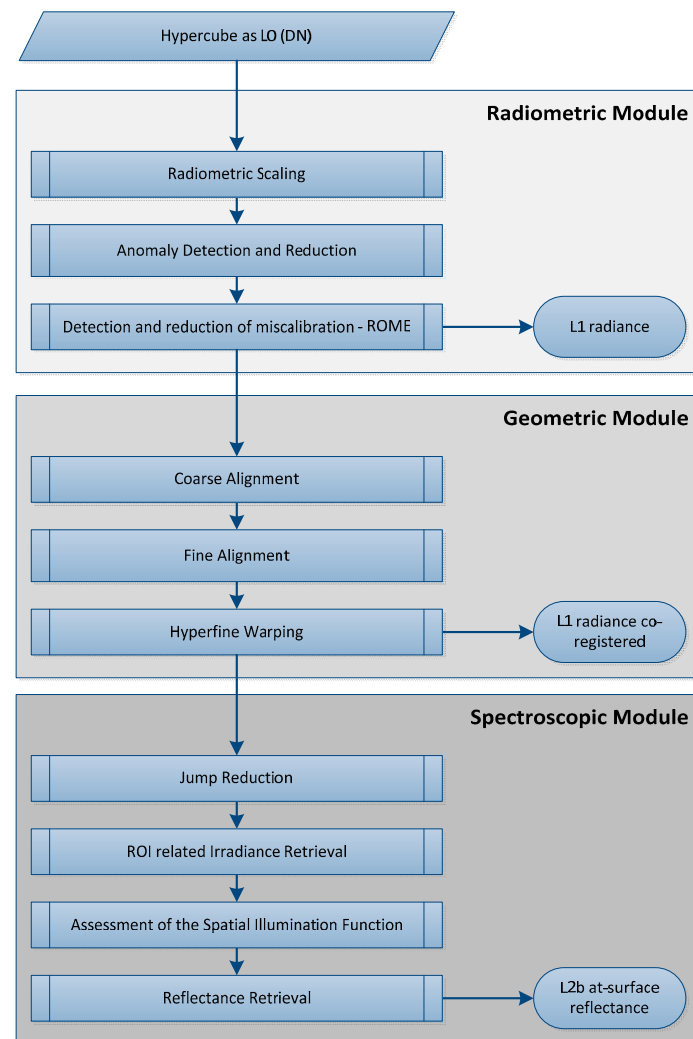 Hypercube as L0 (DN)
Radiometric Module
Radiometric Scaling
Anomaly Detection and Reduction
Detection and reduction of miscalibration - ROME
L1 radiance
Geometric Module
Coarse Alignment
Fine Alignment
Hyperfine Warping
L1 radiance co-
registered
Spectroscopic Module
Jump Reduction
ROI related Irradiance Retrieval
Assessment of the Spatial Illumination Function
Reflectance Retrieval
L2b at-surface
reflectance